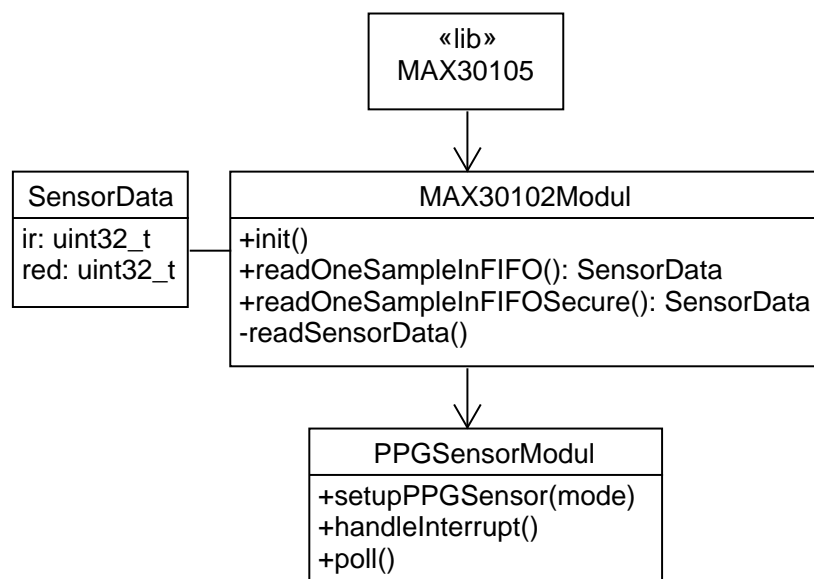 «lib»
MAX30105
SensorData
ir: uint32_t
red: uint32_t
MAX30102Modul
+init()
+readOneSampleInFIFO(): SensorData
+readOneSampleInFIFOSecure(): SensorData
-readSensorData()
PPGSensorModul
+setupPPGSensor(mode)
+handleInterrupt()
+poll()